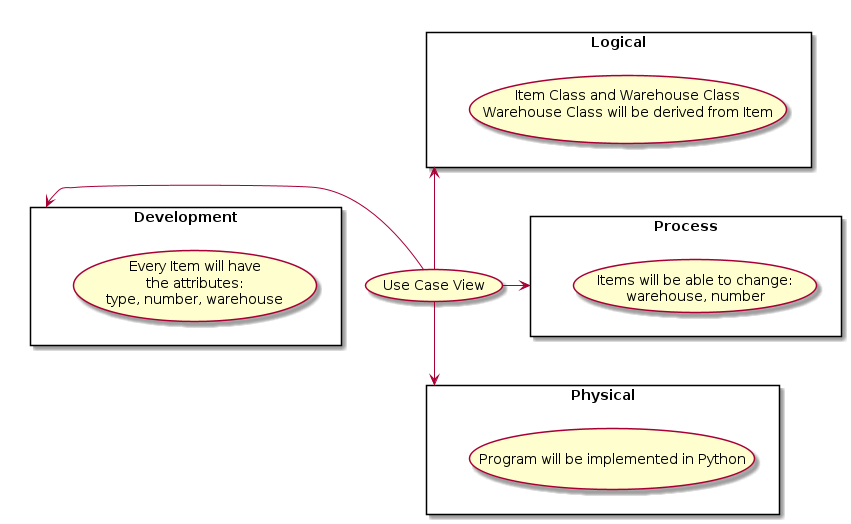 Logical
Item Class and Warehouse Class
Warehouse Class will be derived from Item
Development
Every Item will have
the attributes:
type, number, warehouse
Use Case View
Process
Items will be able to change:
warehouse, number
Physical
Program will be implemented in Python